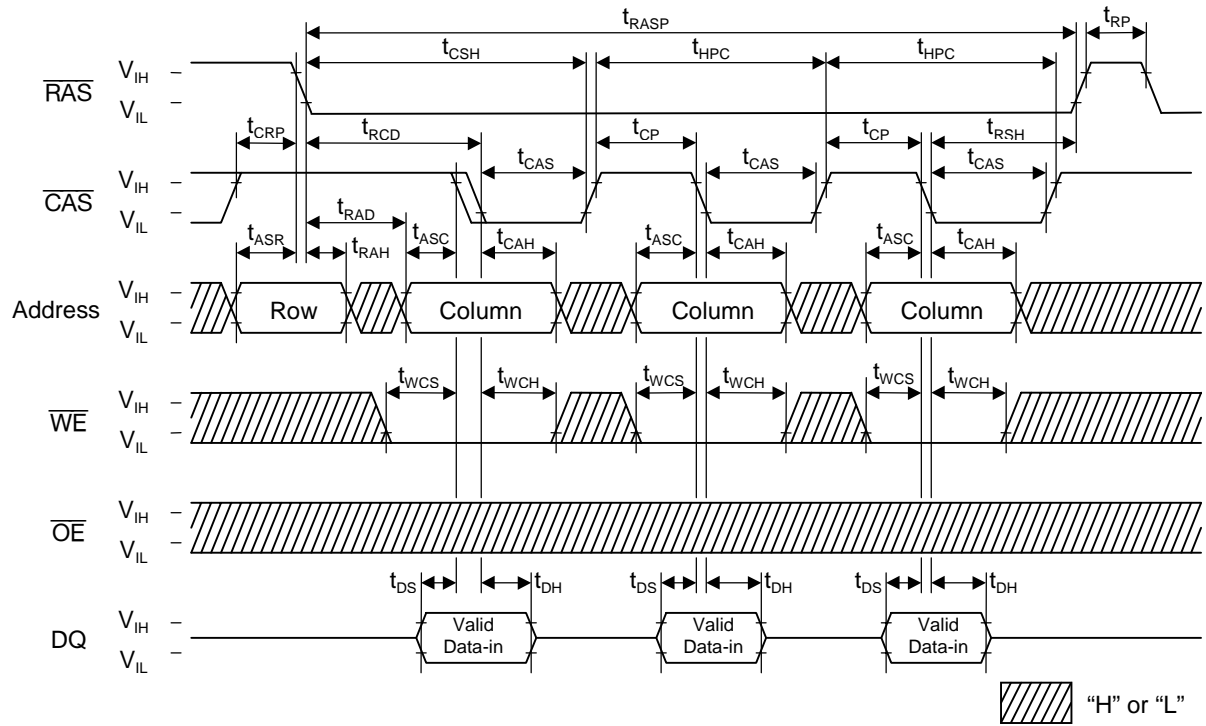 tRASP tRP
tCSH tHPC tHPC
RAS VIH
VIL
tCRP tRCD tCP tCP tRSH
tCAS tCAS tCAS
CAS VIH
VIL
tRAD
tASR tRAH tASC tCAH tASC tCAH tASC tCAH
Address VIH
VIL
Row Column Column Column
tWCS tWCH tWCS tWCH tWCS tWCH
WE VIH
VIL
OE VIH
VIL
tDS tDH tDS tDH tDS tDH
DQ VIH
VIL
Valid Data-in Valid Data-in Valid Data-in
“H” or “L”